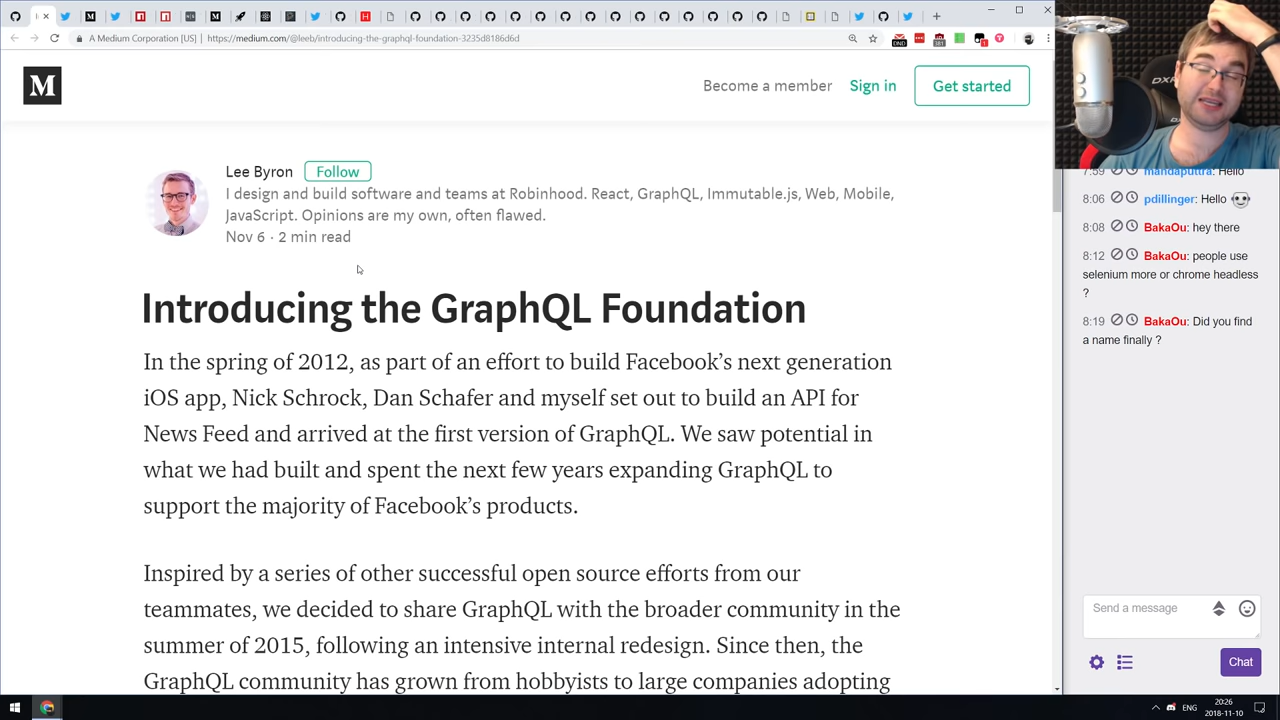 A Medium Corporation [US] | https://medium.com/@leeb/introducing-the-graphql-foundation-3235d8186d6d
M
Become a member
Sign in
Get started
Lee Byron
Follow
I design and build software and teams at Robinhood. React, GraphQL, Immutable.js, Web, Mobile,
JavaScript. Opinions are my own, often flawed.
Nov 6 · 2 min read
Introducing the GraphQL Foundation
In the spring of 2012, as part of an effort to build Facebook’s next generation
iOS app, Nick Schrock, Dan Schafer and myself set out to build an API for
News Feed and arrived at the first version of GraphQL. We saw potential in
what we had built and spent the next few years expanding GraphQL to
support the majority of Facebook’s products.
Inspired by a series of other successful open source efforts from our
teammates, we decided to share GraphQL with the broader community in the
summer of 2015, following an intensive internal redesign. Since then, the
GraphQL community has grown from hobbyists to large companies adopting
DXR
7:59 mandaputtra: Hello
8:06 pdillinger: Hello
8:08 BakaOu: hey there
8:12 BakaOu: people use
selenium more or chrome headless
?
8:19 BakaOu: Did you find
a name finally ?
Send a message
Chat
ENG
20:26
2018-11-10